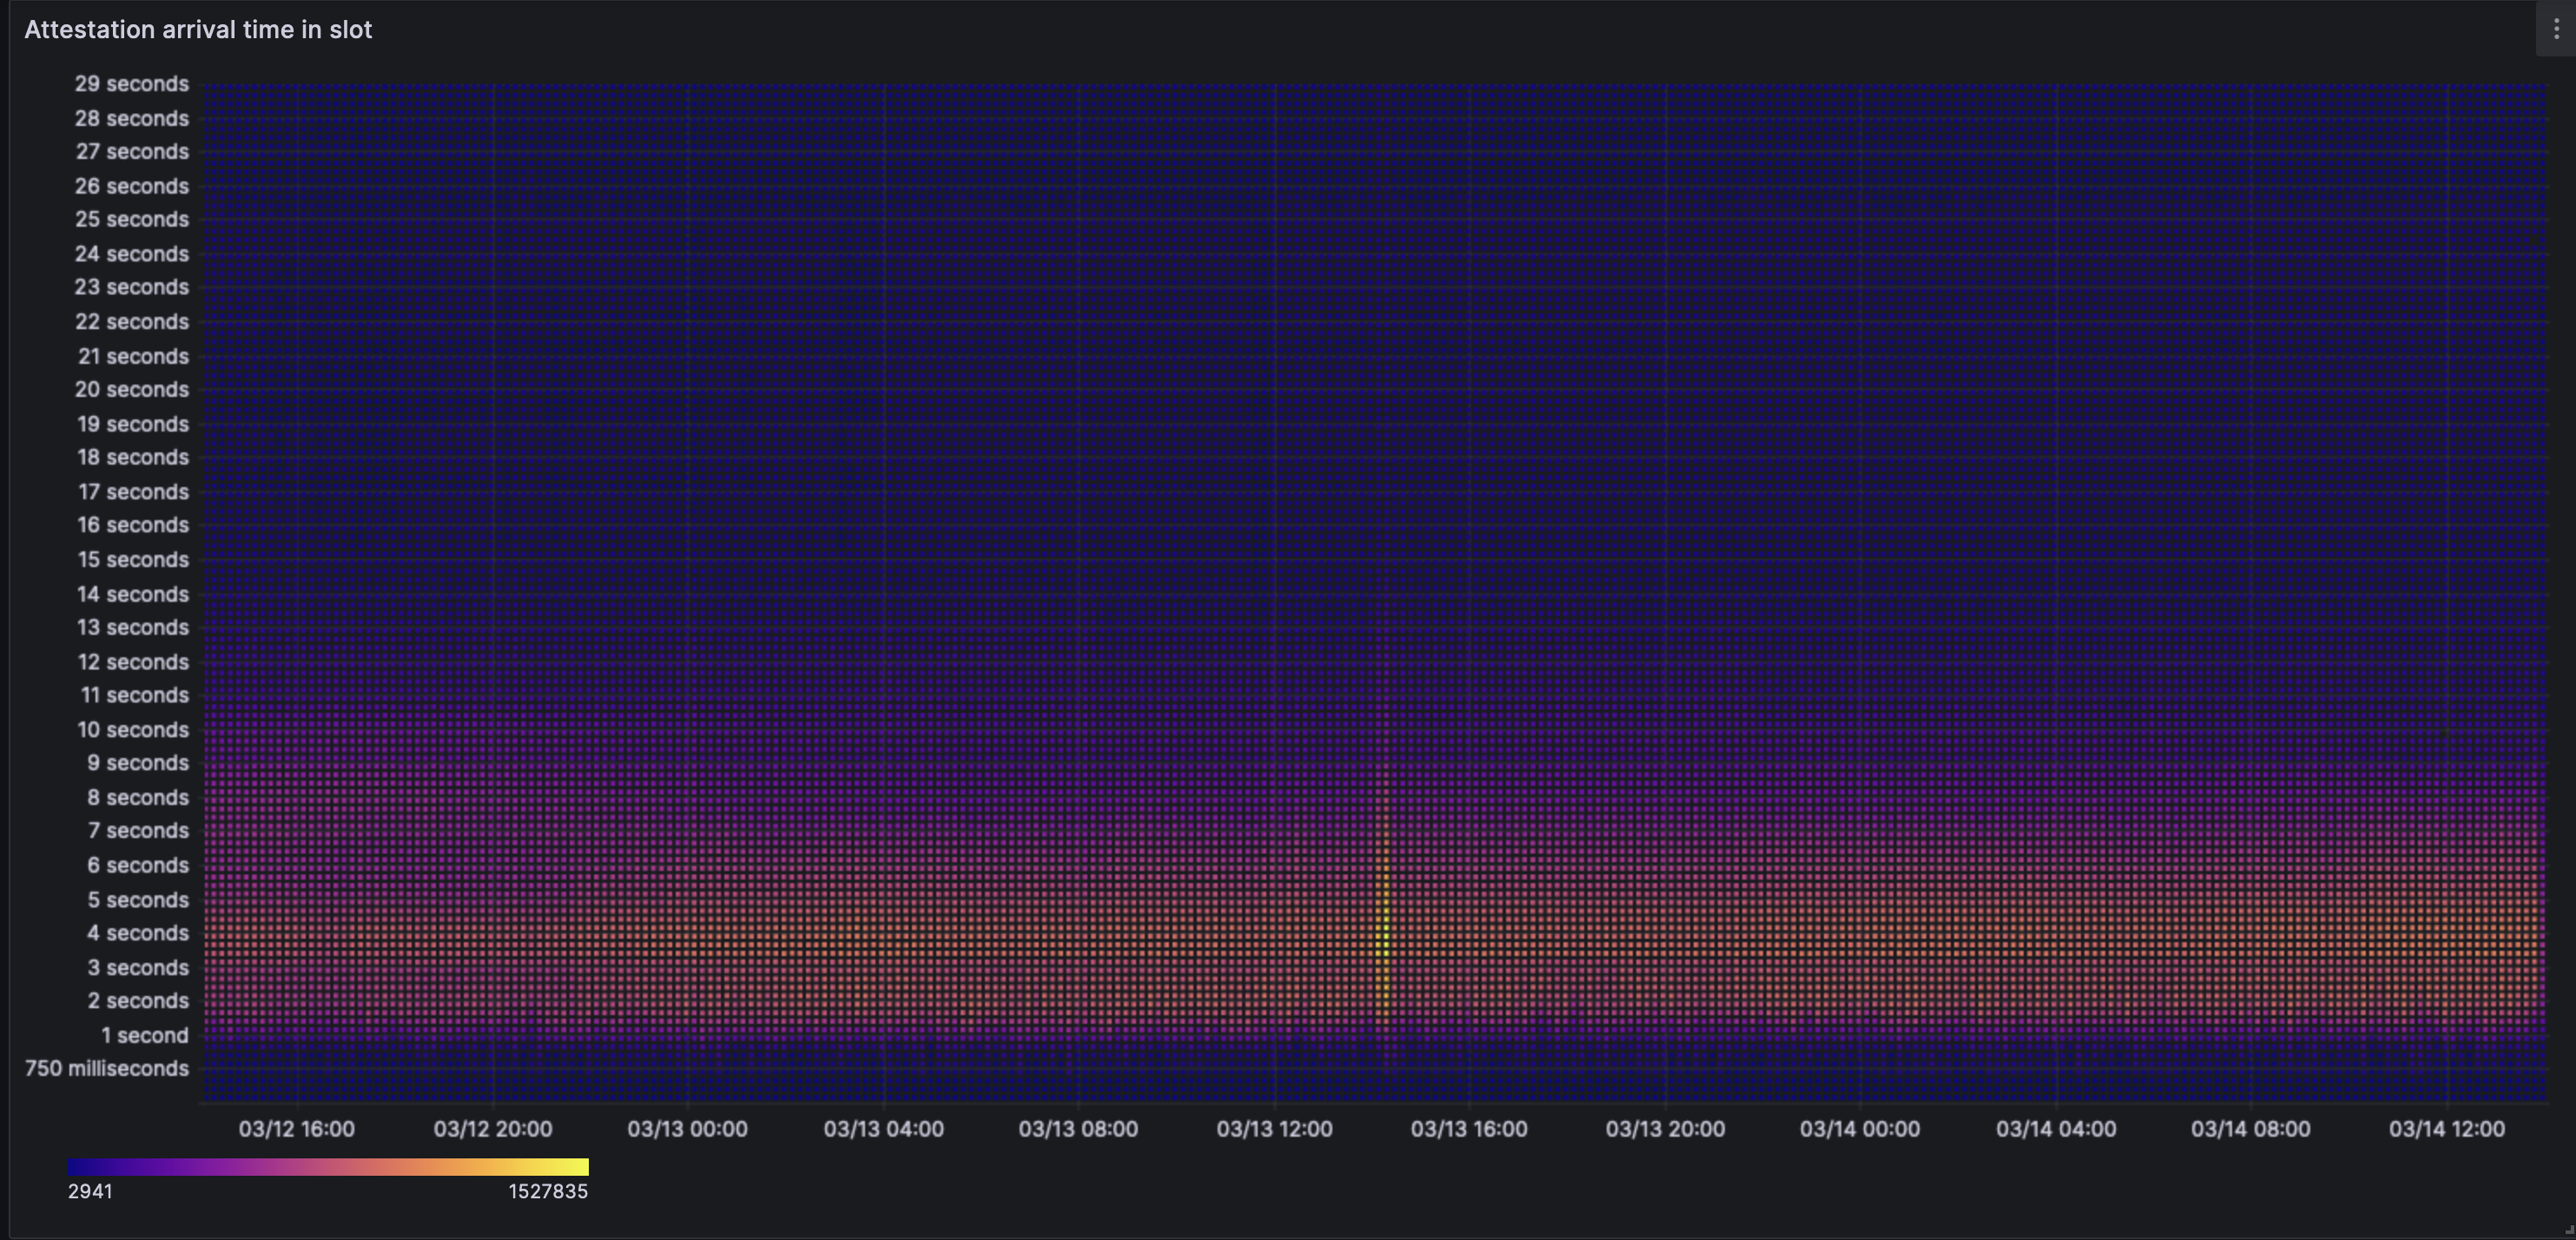 Attestation arrival time in slot
29 seconds
28 seconds
27 seconds
26 seconds
25 seconds
24 seconds
23 seconds
22 seconds
21 seconds
20 seconds
19 seconds
18 seconds
17 seconds
16 seconds
15 seconds
14 seconds
13 seconds
12 seconds
11 seconds
10 seconds
9 seconds
8 seconds
7 seconds
6 seconds
5 seconds
4 seconds
3 seconds
2 seconds
1 second
750 milliseconds
03/12 16:00 03/12 20:00 03/13 00:00 03/13 04:00 03/13 08:00 03/13 12:00 03/13 16:00 03/13 20:00 03/14 00:00 03/14 04:00 03/14 08:00 03/14 12:00
2941 1527835